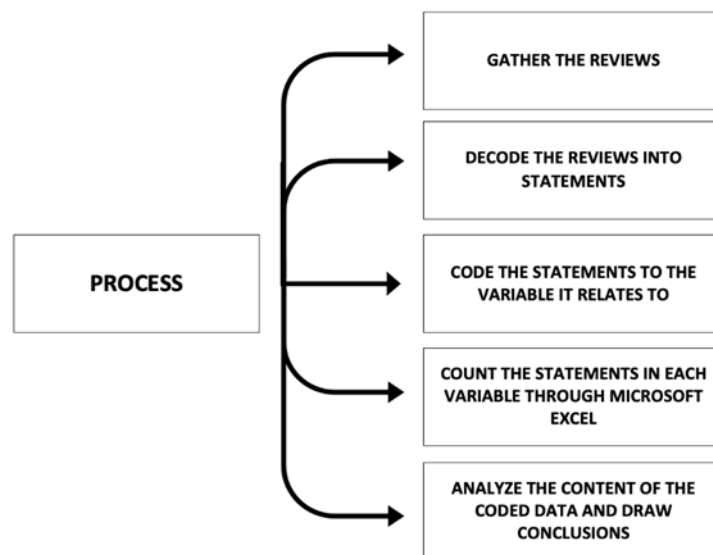 GATHER THE REVIEWS
DECODE THE REVIEWS INTO
STATEMENTS
PROCESS
CODE THE STATEMENTS TO THE
VARIABLE IT RELATES TO
COUNT THE STATEMENTS IN EACH
VARIABLE THROUGH MICROSOFT
EXCEL
ANALYZE THE CONTENT OF THE
CODED DATA AND DRAW
CONCLUSIONS